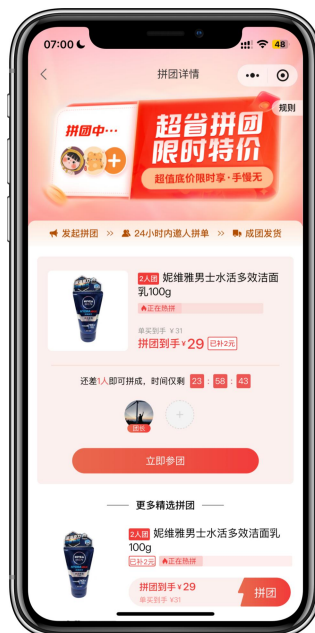 07:00
48
拼团详情
规则
拼团中···
超省拼团
限时特价
超值底价限时享·手慢无
发起拼团 >> 24小时内邀人拼单 >> 成团发货
2人团 妮维雅男士水活多效洁面
乳100g
正在热拼
单买到手 ¥31
拼团到手¥29 已补2元
还差1人即可拼成，时间仅剩 23 : 58 : 43
团长
立即参团
更多精选拼团
2人团 妮维雅男士水活多效洁面乳
100g
已补2元 正在热拼
拼团到手¥29
单买到手 ¥31
拼团
NIVEA
MEN